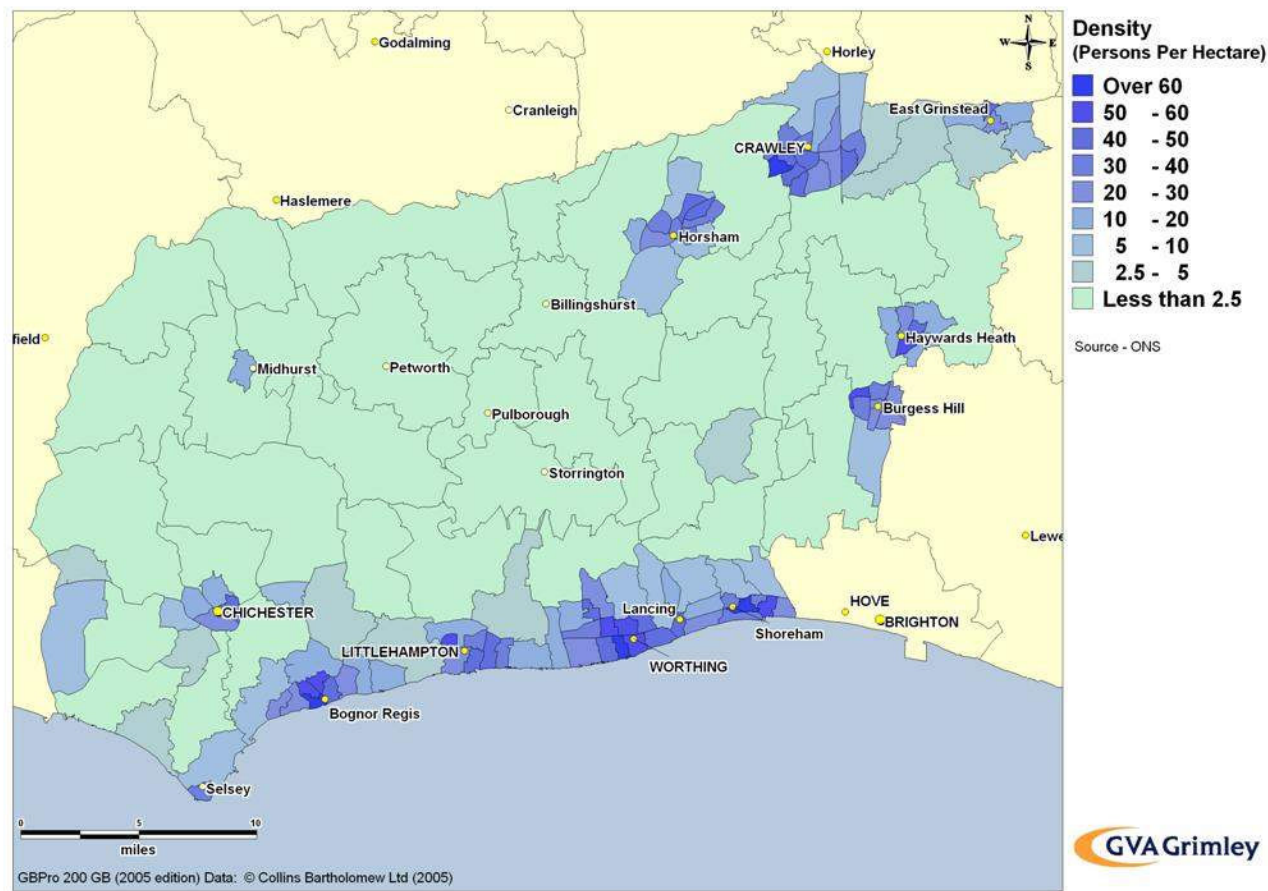 Godalming
N
W E
S
Horley
Cranleigh
East Grinstead
CRAWLEY
Haslemere
Horsham
Billingshurst
field
Haywards Heath
Midhurst
Petworth
Burgess Hill
Pulborough
Storrington
Lewe
CHICHESTER
Lancing
HOVE
BRIGHTON
Shoreham
LITTLEHAMPTON
WORTHING
Bognor Regis
Selsey
0 5 10
miles
GBPro 200 GB (2005 edition) Data: © Collins Bartholomew Ltd (2005)
Density
(Persons Per Hectare)
Over 60
50 - 60
40 - 50
30 - 40
20 - 30
10 - 20
5 - 10
2.5 - 5
Less than 2.5
Source - ONS
GVA Grimley